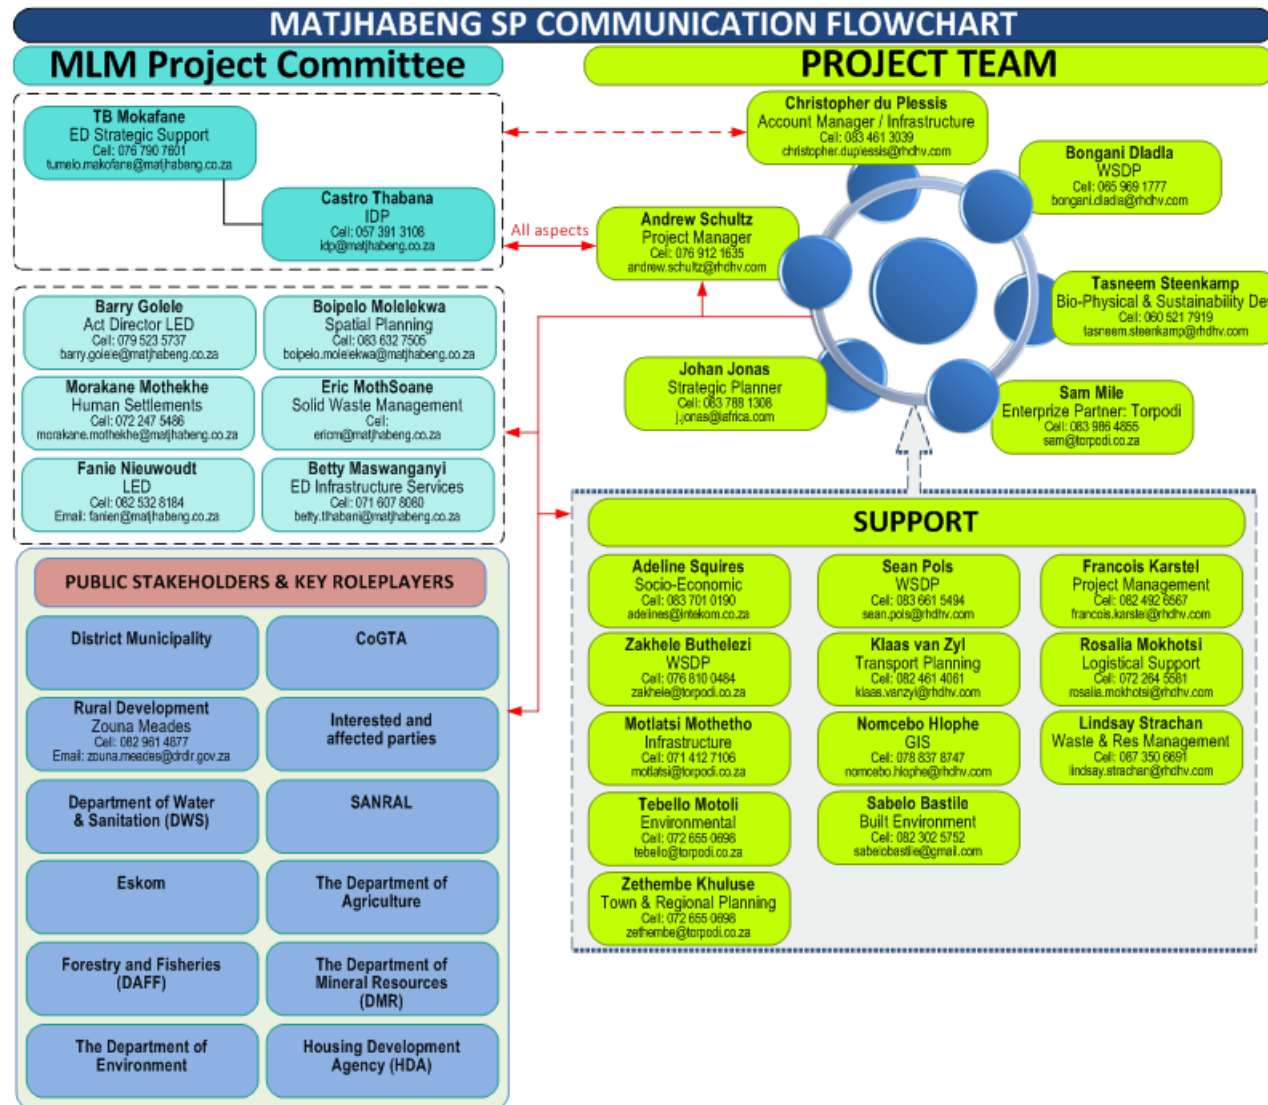 MATJHABENG SP COMMUNICATION FLOWCHART
MLM Project Committee
TB Mokafane
ED Strategic Support
Cell: 076 790 7601
tumelo.makofane@matjhabeng.co.za
Castro Thabana
IDP
Cell: 057 391 3108
idp@matjhabeng.co.za
All aspects
Barry Golele
Act Director LED
Cell: 079 523 5737
barry.golele@matjhabeng.co.za
Boipelo Molelekwa
Spatial Planning
Cell: 083 632 7505
boipelo.molelekwa@matjhabeng.co.za
Morakane Mothekhe
Human Settlements
Cell: 072 247 5486
morakane.mothekhe@matjhabeng.co.za
Eric MothSoane
Solid Waste Management
Cell:
ericm@matjhabeng.co.za
Fanie Nieuwoudt
LED
Cell: 082 532 8184
Email: fanien@matjhabeng.co.za
Betty Maswanganyi
ED Infrastructure Services
Cell: 071 607 8080
betty.tlhabani@matjhabeng.co.za
PUBLIC STAKEHOLDERS & KEY ROLEPLAYERS
District Municipality
CoGTA
Rural Development
Zouna Meades
Cell: 082 961 4877
Email: zouna.meades@drdlr.gov.za
Interested and
affected parties
Department of Water
& Sanitation (DWS)
SANRAL
Eskom
The Department of
Agriculture
Forestry and Fisheries
(DAFF)
The Department of
Mineral Resources
(DMR)
The Department of
Environment
Housing Development
Agency (HDA)
PROJECT TEAM
Christopher du Plessis
Account Manager / Infrastructure
Cell: 083 461 3039
christopher.duplessis@rhdhv.com
Bongani Dladla
WSDP
Cell: 065 969 1777
bongani.dladla@rhdhv.com
Andrew Schultz
Project Manager
Cell: 076 912 1635
andrew.schultz@rhdhv.com
Tasneem Steenkamp
Bio-Physical & Sustainability Dev
Cell: 060 521 7919
tasneem.steenkamp@rhdhv.com
Johan Jonas
Strategic Planner
Cell: 083 788 1308
j.jonas@iafrica.com
Sam Mile
Enterprize Partner: Torpodi
Cell: 083 986 4855
sam@torpodi.co.za
SUPPORT
Adeline Squires
Socio-Economic
Cell: 083 701 0190
adelines@intekom.co.za
Sean Pols
WSDP
Cell: 083 661 5494
sean.pols@rhdhv.com
Francois Karstel
Project Management
Cell: 082 492 6567
francois.karstel@rhdhv.com
Zakhele Buthelezi
WSDP
Cell: 076 810 0484
zakhele@torpodi.co.za
Klaas van Zyl
Transport Planning
Cell: 082 461 4061
klaas.vanzyl@rhdhv.com
Rosalia Mokhotsi
Logistical Support
Cell: 072 264 5581
rosalia.mokhotsi@rhdhv.com
Motlatsi Mothetho
Infrastructure
Cell: 071 412 7106
motlatsi@torpodi.co.za
Nomcebo Hlophe
GIS
Cell: 078 837 8747
nomcebo.hlophe@rhdhv.com
Lindsay Strachan
Waste & Res Management
Cell: 087 350 6691
lindsay.strachan@rhdhv.com
Tebello Motoli
Environmental
Cell: 072 655 0698
tebello@torpodi.co.za
Sabelo Bastile
Built Environment
Cell: 082 302 5752
sabelobastile@gmail.com
Zethembe Khuluse
Town & Regional Planning
Cell: 072 655 0698
zethembe@torpodi.co.za